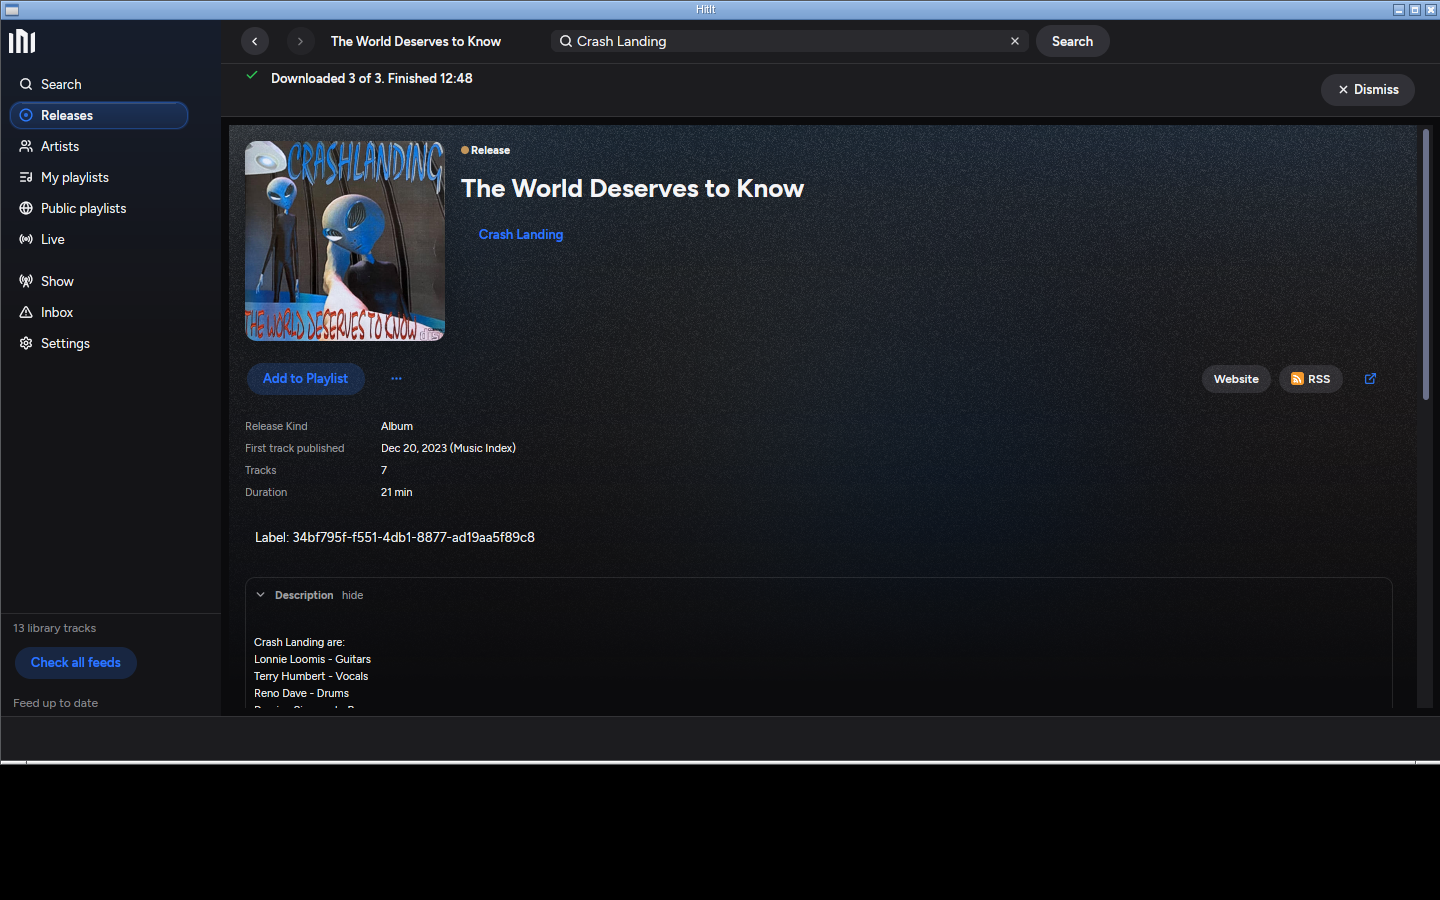 HitIt
The World Deserves to Know
Crash Landing
Search
Downloaded 3 of 3. Finished 12:48
Dismiss
Search
Releases
Artists
My playlists
Public playlists
Live
Show
Inbox
Settings
13 library tracks
Check all feeds
Feed up to date
CRASHLANDING
THE WORLD DESERVES TO KNOW
Release
The World Deserves to Know
Crash Landing
Add to Playlist
Website
RSS
Release Kind Album
First track published Dec 20, 2023 (Music Index)
Tracks 7
Duration 21 min
Label: 34bf795f-f551-4db1-8877-ad19aa5f89c8
Description hide
Crash Landing are:
Lonnie Loomis - Guitars
Terry Humbert - Vocals
Reno Dave - Drums